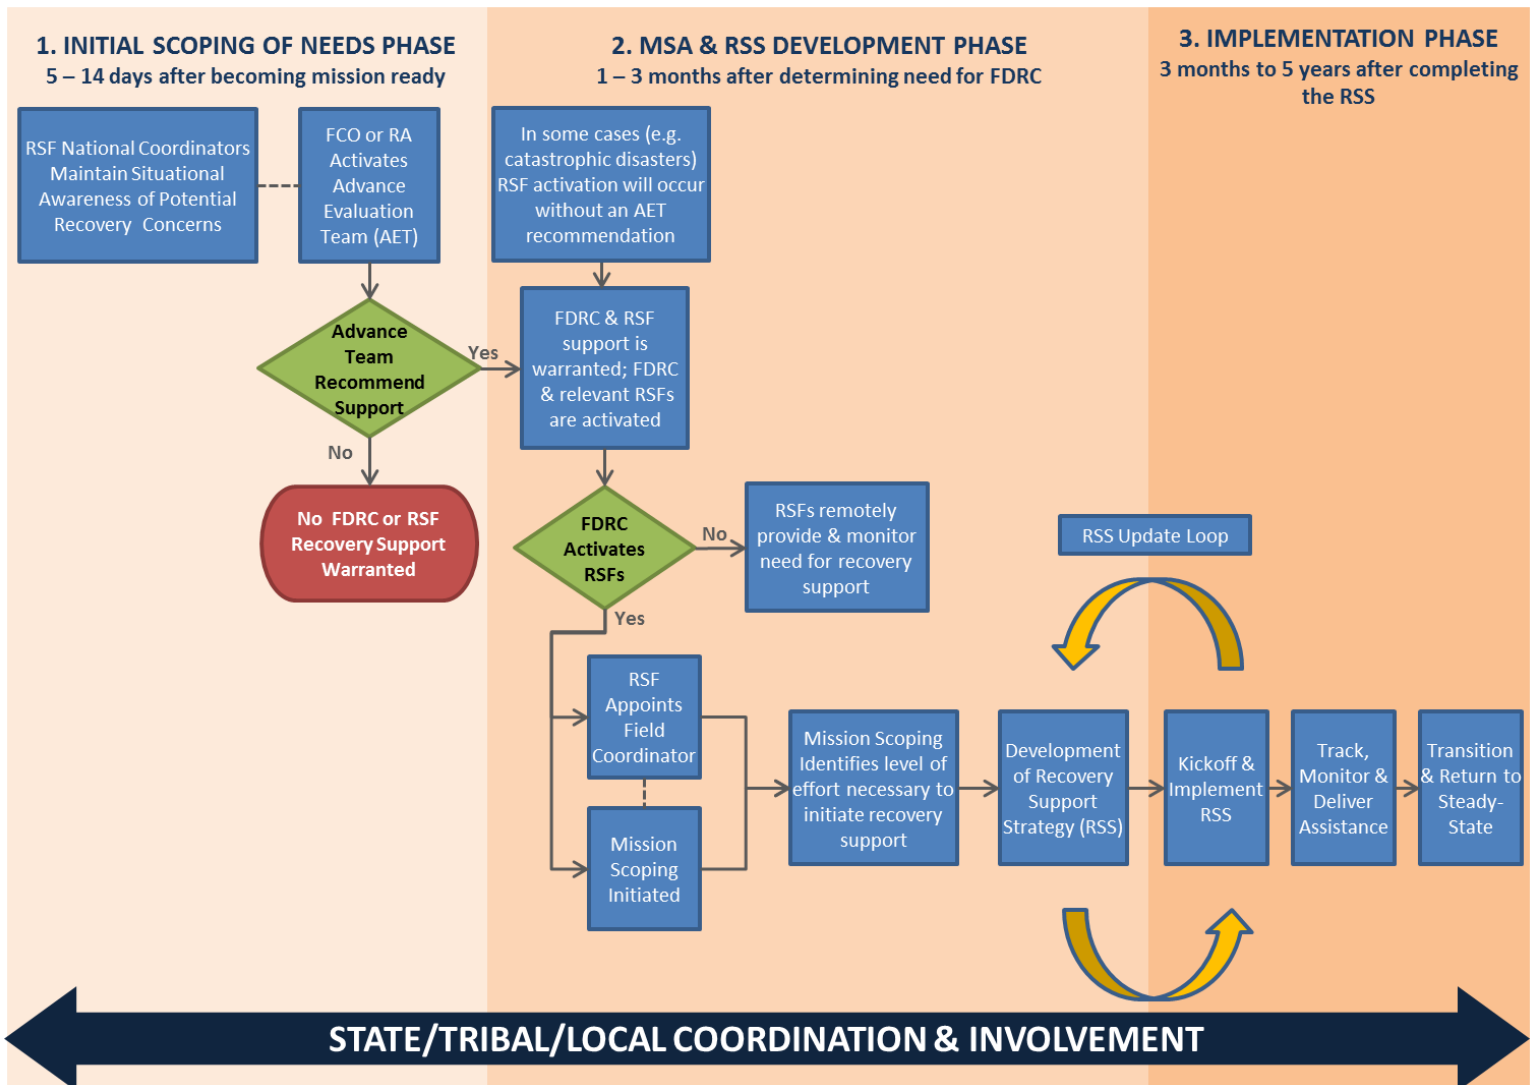 1. INITIAL SCOPING OF NEEDS PHASE
5 – 14 days after becoming mission ready
2. MSA & RSS DEVELOPMENT PHASE
1 – 3 months after determining need for FDRC
3. IMPLEMENTATION PHASE
3 months to 5 years after completing
the RSS
RSF National Coordinators
Maintain Situational
Awareness of Potential
Recovery Concerns
FCO or RA
Activates
Advance
Evaluation
Team (AET)
In some cases (e.g.
catastrophic disasters)
RSF activation will occur
without an AET
recommendation
Advance
Team
Recommend
Support
Yes
No
No FDRC or RSF
Recovery Support
Warranted
FDRC & RSF
support is
warranted; FDRC
& relevant RSFs
are activated
FDRC
Activates
RSFs
No
Yes
RSFs remotely
provide & monitor
need for recovery
support
RSS Update Loop
RSF
Appoints
Field
Coordinator
Mission
Scoping
Initiated
Mission Scoping
Identifies level of
effort necessary to
initiate recovery
support
Development
of Recovery
Support
Strategy (RSS)
Kickoff &
Implement
RSS
Track,
Monitor &
Deliver
Assistance
Transition
& Return to
Steady-
State
STATE/TRIBAL/LOCAL COORDINATION & INVOLVEMENT